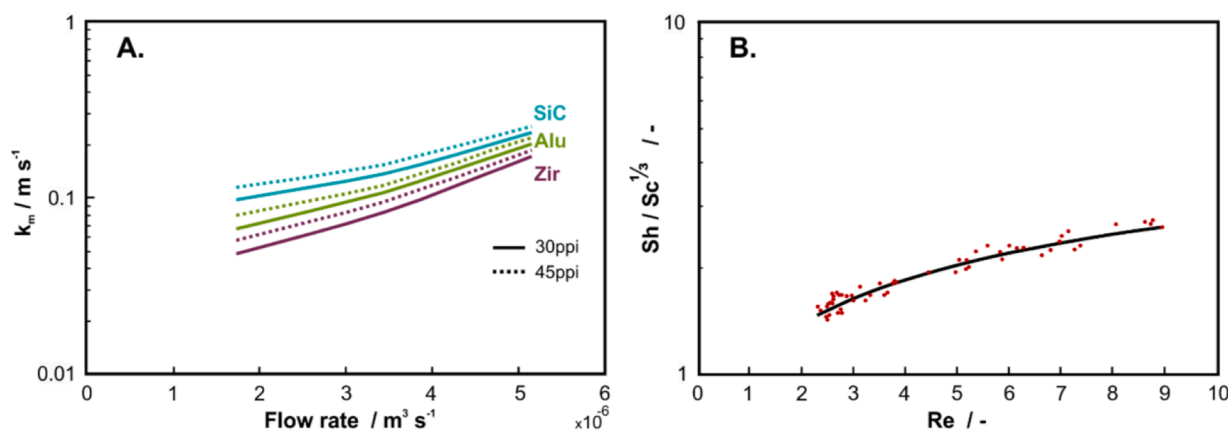 A.
1
0.1
0.01
k_m / m s⁻¹
SiC
Alu
Zir
30ppi
45ppi
0 1 2 3 4 5 6
×10⁻⁶
Flow rate / m³ s⁻¹
B.
10
1
Sh / Sc^⅓ / -
0 1 2 3 4 5 6 7 8 9 10
Re / -